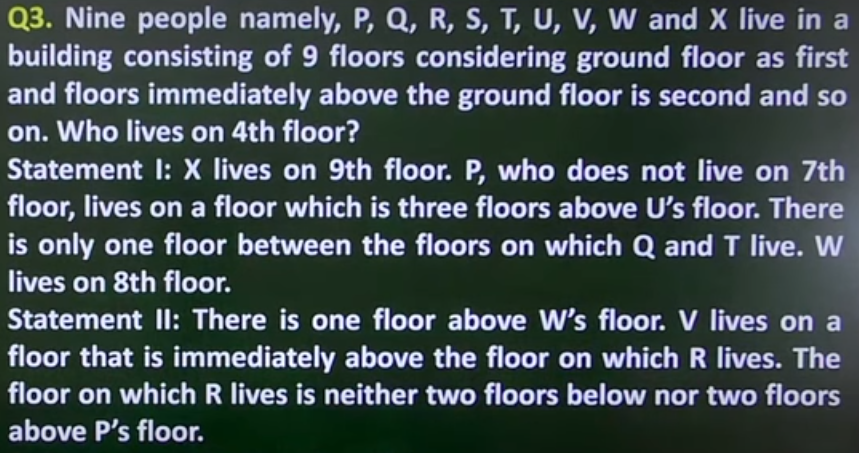 Q3. Nine people namely, P, Q, R, S, T, U, V, W and X live in a
building consisting of 9 floors considering ground floor as first
and floors immediately above the ground floor is second and so
on. Who lives on 4th floor?
Statement I: X lives on 9th floor. P, who does not live on 7th
floor, lives on a floor which is three floors above U’s floor. There
is only one floor between the floors on which Q and T live. W
lives on 8th floor.
Statement II: There is one floor above W’s floor. V lives on a
floor that is immediately above the floor on which R lives. The
floor on which R lives is neither two floors below nor two floors
above P’s floor.